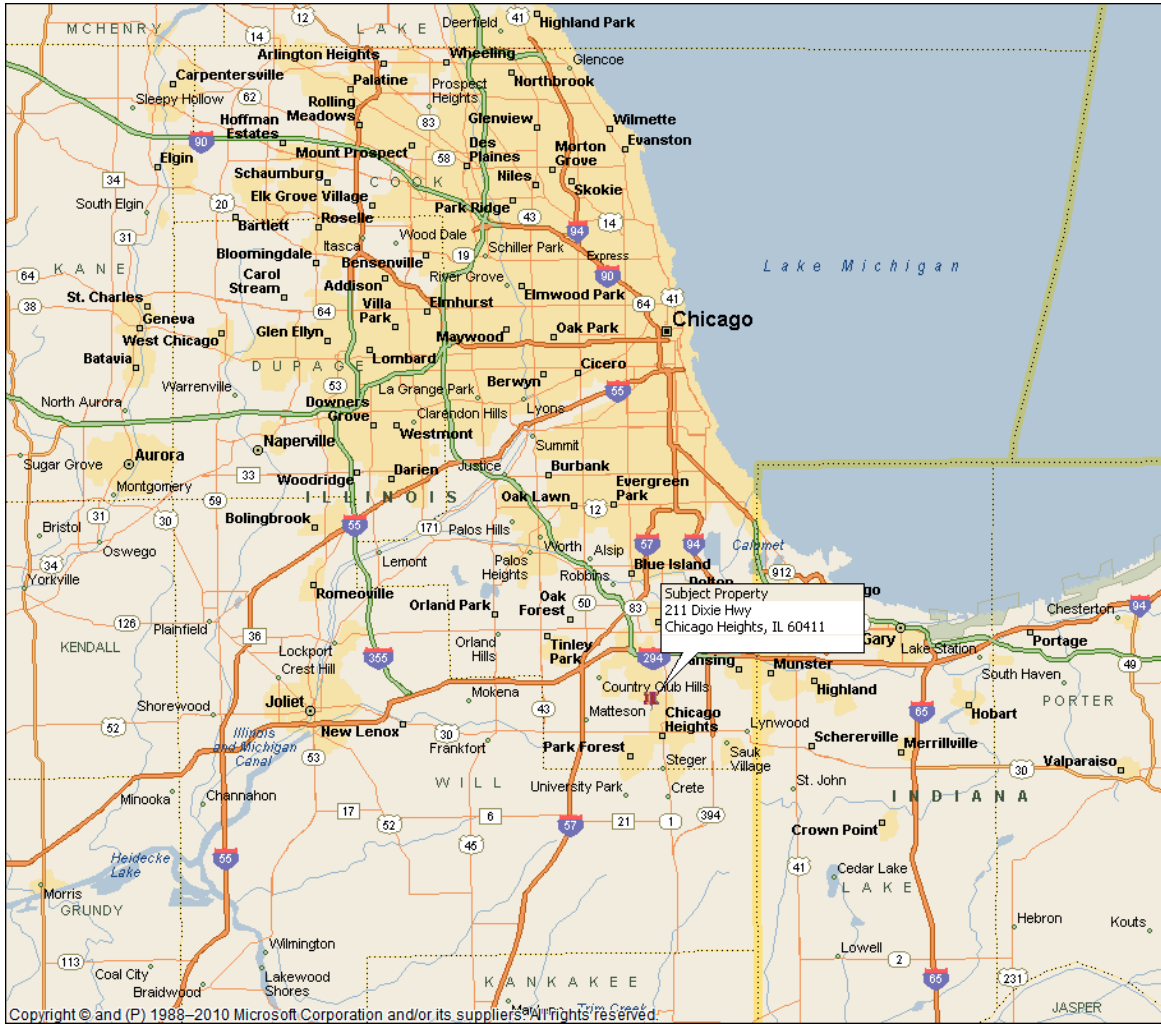 MCHENRY
12
LAKE
41
Highland Park
Deerfield
14
Arlington Heights
Wheeling
Glencoe
Carpentersville
Palatine
Northbrook
Sleepy Hollow
62
Rolling
Meadows
Prospect
Heights
Hoffman
Estates
83
Glenview
Wilmette
90
Mount Prospect
58
Des
Plaines
Morton
Grove
Evanston
Elgin
34
Schaumburg
COOK
Niles
Skokie
South Elgin
20
Elk Grove Village
Park Ridge
43
14
Bartlett
Roselle
94
31
Itasca
Wood Dale
19
Schiller Park
Express
KANE
Bloomingdale
Bensenville
River Grove
90
Lake Michigan
64
Carol
Stream
Addison
Elmwood Park
64
41
38
St. Charles
64
Villa
Park
Elmhurst
Chicago
Geneva
West Chicago
Glen Ellyn
Maywood
Oak Park
Batavia
DUPAGE
Lombard
Cicero
Warrenville
53
La Grange Park
Berwyn
55
North Aurora
Downers
Grove
Clarendon Hills
Lyons
Naperville
Westmont
Summit
Sugar Grove
Aurora
33
Woodridge
Darien
Justice
Burbank
Montgomery
59
ILLINOIS
Oak Lawn
12
Evergreen
Park
31
30
Bolingbrook
55
171
Palos Hills
57
94
Bristol
Oswego
Lemont
Worth
Alsip
Calumet
34
Palos
Heights
Robbins
Blue Island
912
Yorkville
Romeoville
Orland Park
Oak
Forest
50
83
Dolton
go
Subject Property
211 Dixie Hwy
Chicago Heights, IL 60411
Chesterton
94
126
Plainfield
36
Orland
Hills
Tinley
Park
Gary
Portage
KENDALL
Lockport
355
294
ansing
Munster
Lake Station
49
Crest Hill
Mokena
Country Club Hills
Highland
South Haven
PORTER
Shorewood
Joliet
43
Matteson
Chicago
Heights
Lynwood
65
Hobart
52
Illinois
and Michigan
Canal
New Lenox
30
Frankfort
Park Forest
Sauk
Village
Schererville
Merrillville
53
Steger
30
Valparaiso
WILL
University Park
Crete
St. John
INDIANA
Minooka
Channahon
17
52
6
57
21
1
394
Crown Point
45
55
Heidecke
Lake
41
Cedar Lake
LAKE
Morris
GRUNDY
Hebron
Kouts
Wilmington
Lowell
2
113
Coal City
Lakewood
Shores
65
231
Braidwood
KANKAKEE
Trim Creek
JASPER
Copyright © and (P) 1988–2010 Microsoft Corporation and/or its suppliers. All rights reserved.